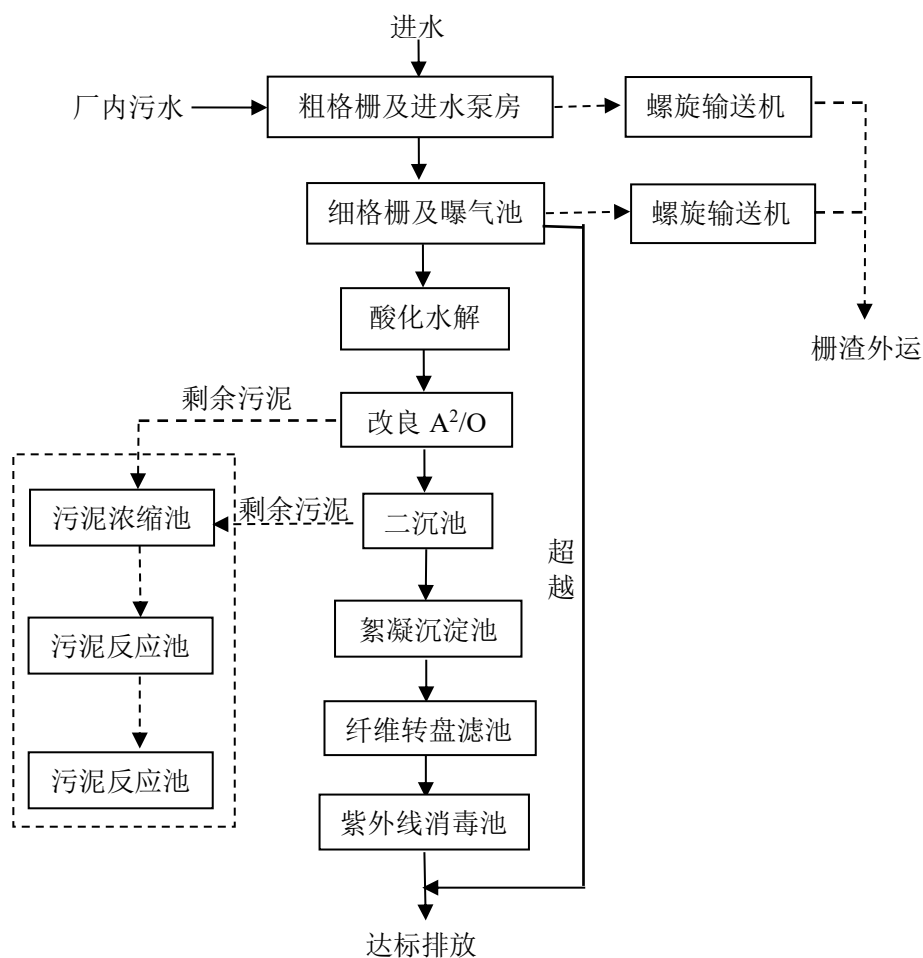 进水
厂内污水
粗格栅及进水泵房
螺旋输送机
细格栅及曝气池
螺旋输送机
酸化水解
栅渣外运
剩余污泥
改良 A²/O
污泥浓缩池
剩余污泥
二沉池
超越
污泥反应池
絮凝沉淀池
纤维转盘滤池
污泥反应池
紫外线消毒池
达标排放